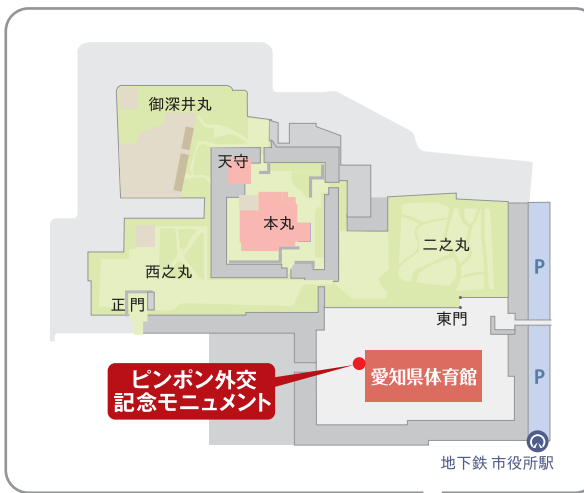 御深井丸
天守
本丸
二之丸
西之丸
正門
東門
P
ピンポン外交
記念モニュメント
愛知県体育館
P
地下鉄 市役所駅